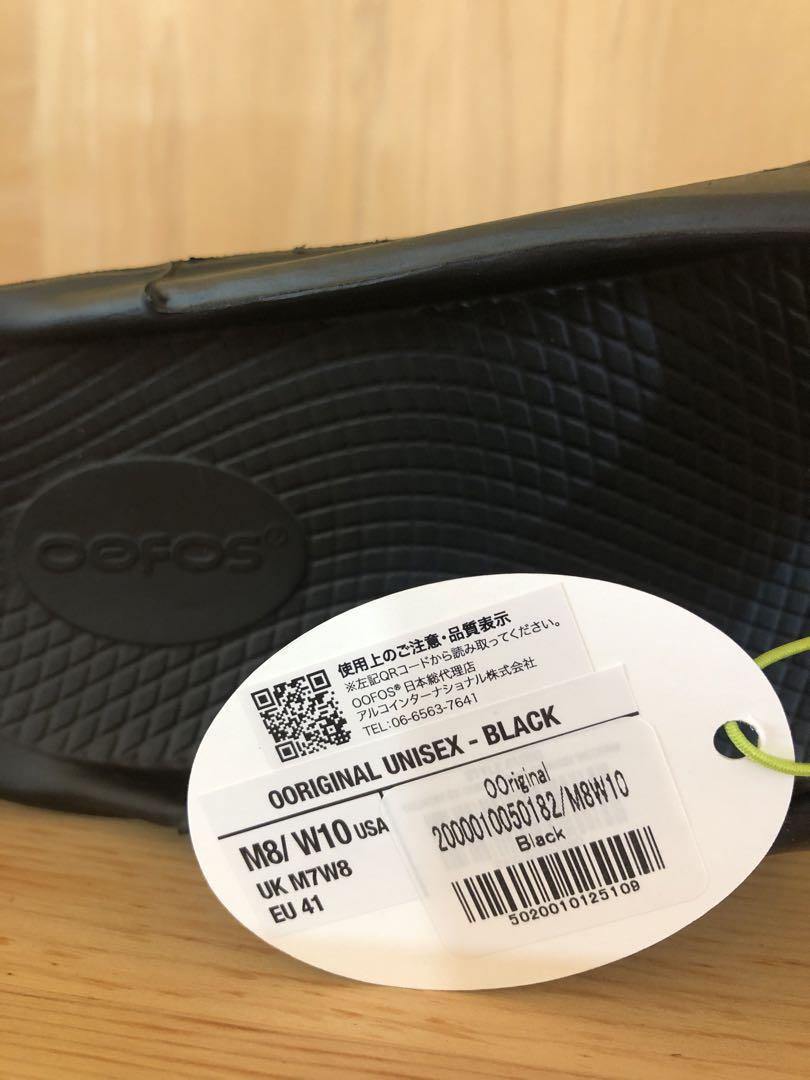 OOFOS®
使用上のご注意・品質表示
※左記QRコードから読み取ってください。
OOFOS® 日本総代理店
アルコインターナショナル株式会社
TEL:06-6563-7641
OORIGINAL UNISEX - BLACK
M8/ W10 USA
UK M7W8
EU 41
OOriginal
2000010050182/M8W10
Black
5020010125109